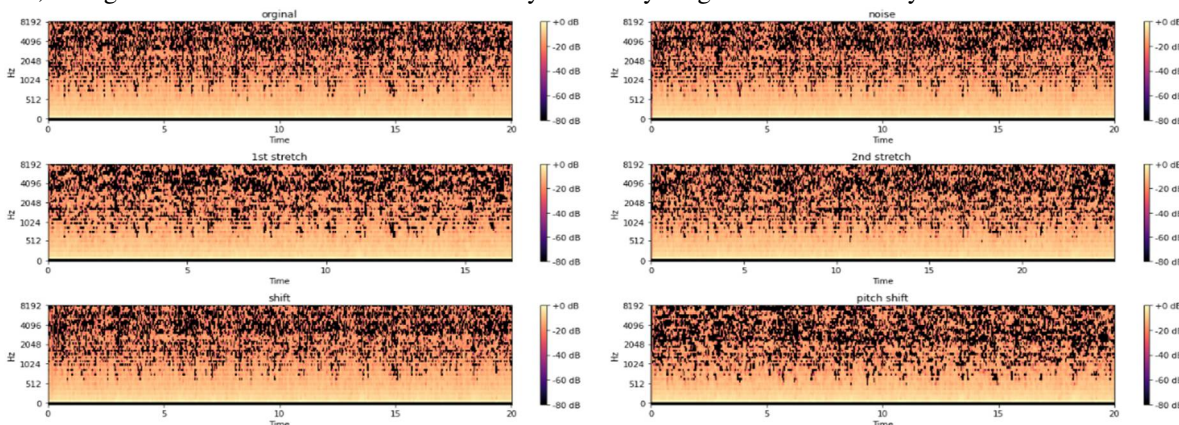 orginal
8192
4096
2048
1024
512
0
Hz
0 5 10 15 20
Time
+0 dB
-20 dB
-40 dB
-60 dB
-80 dB
noise
8192
4096
2048
1024
512
0
Hz
0 5 10 15 20
Time
+0 dB
-20 dB
-40 dB
-60 dB
-80 dB
1st stretch
8192
4096
2048
1024
512
0
Hz
0 5 10 15
Time
+0 dB
-20 dB
-40 dB
-60 dB
-80 dB
2nd stretch
8192
4096
2048
1024
512
0
Hz
0 5 10 15 20
Time
+0 dB
-20 dB
-40 dB
-60 dB
-80 dB
shift
8192
4096
2048
1024
512
0
Hz
0 5 10 15 20
Time
+0 dB
-20 dB
-40 dB
-60 dB
-80 dB
pitch shift
8192
4096
2048
1024
512
0
Hz
0 5 10 15 20
Time
+0 dB
-20 dB
-40 dB
-60 dB
-80 dB